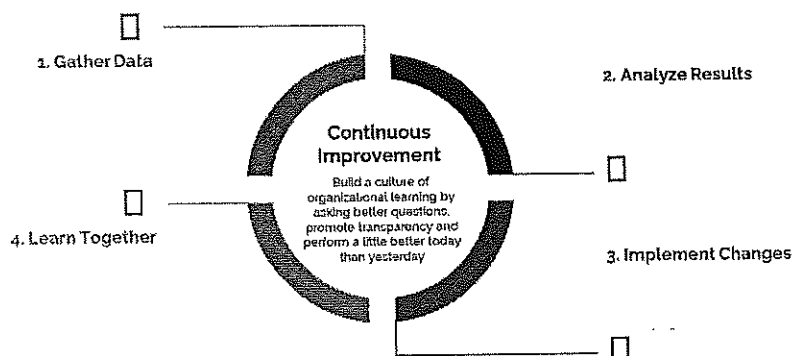 1. Gather Data
2. Analyze Results
Continuous
Improvement
Build a culture of
organizational learning by
asking better questions,
promote transparency and
perform a little better today
than yesterday
4. Learn Together
3. Implement Changes